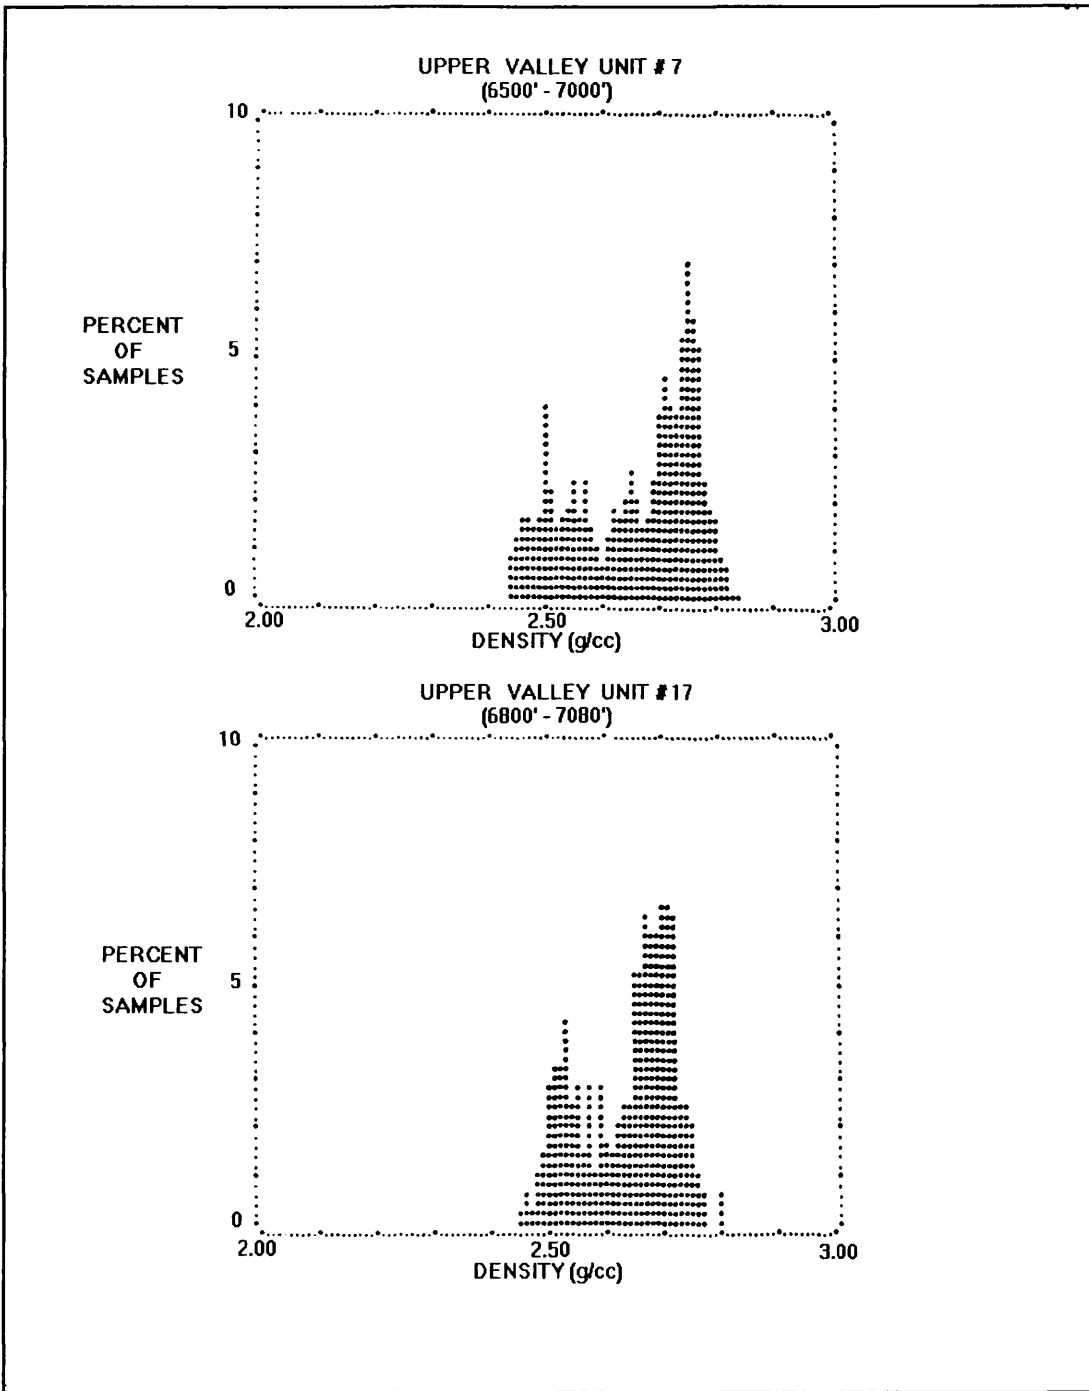 UPPER VALLEY UNIT #7
(6500' - 7000')
10
PERCENT
OF
SAMPLES
5
0
2.00 2.50 3.00
DENSITY (g/cc)
UPPER VALLEY UNIT #17
(6800' - 7080')
10
PERCENT
OF
SAMPLES
5
0
2.00 2.50 3.00
DENSITY (g/cc)